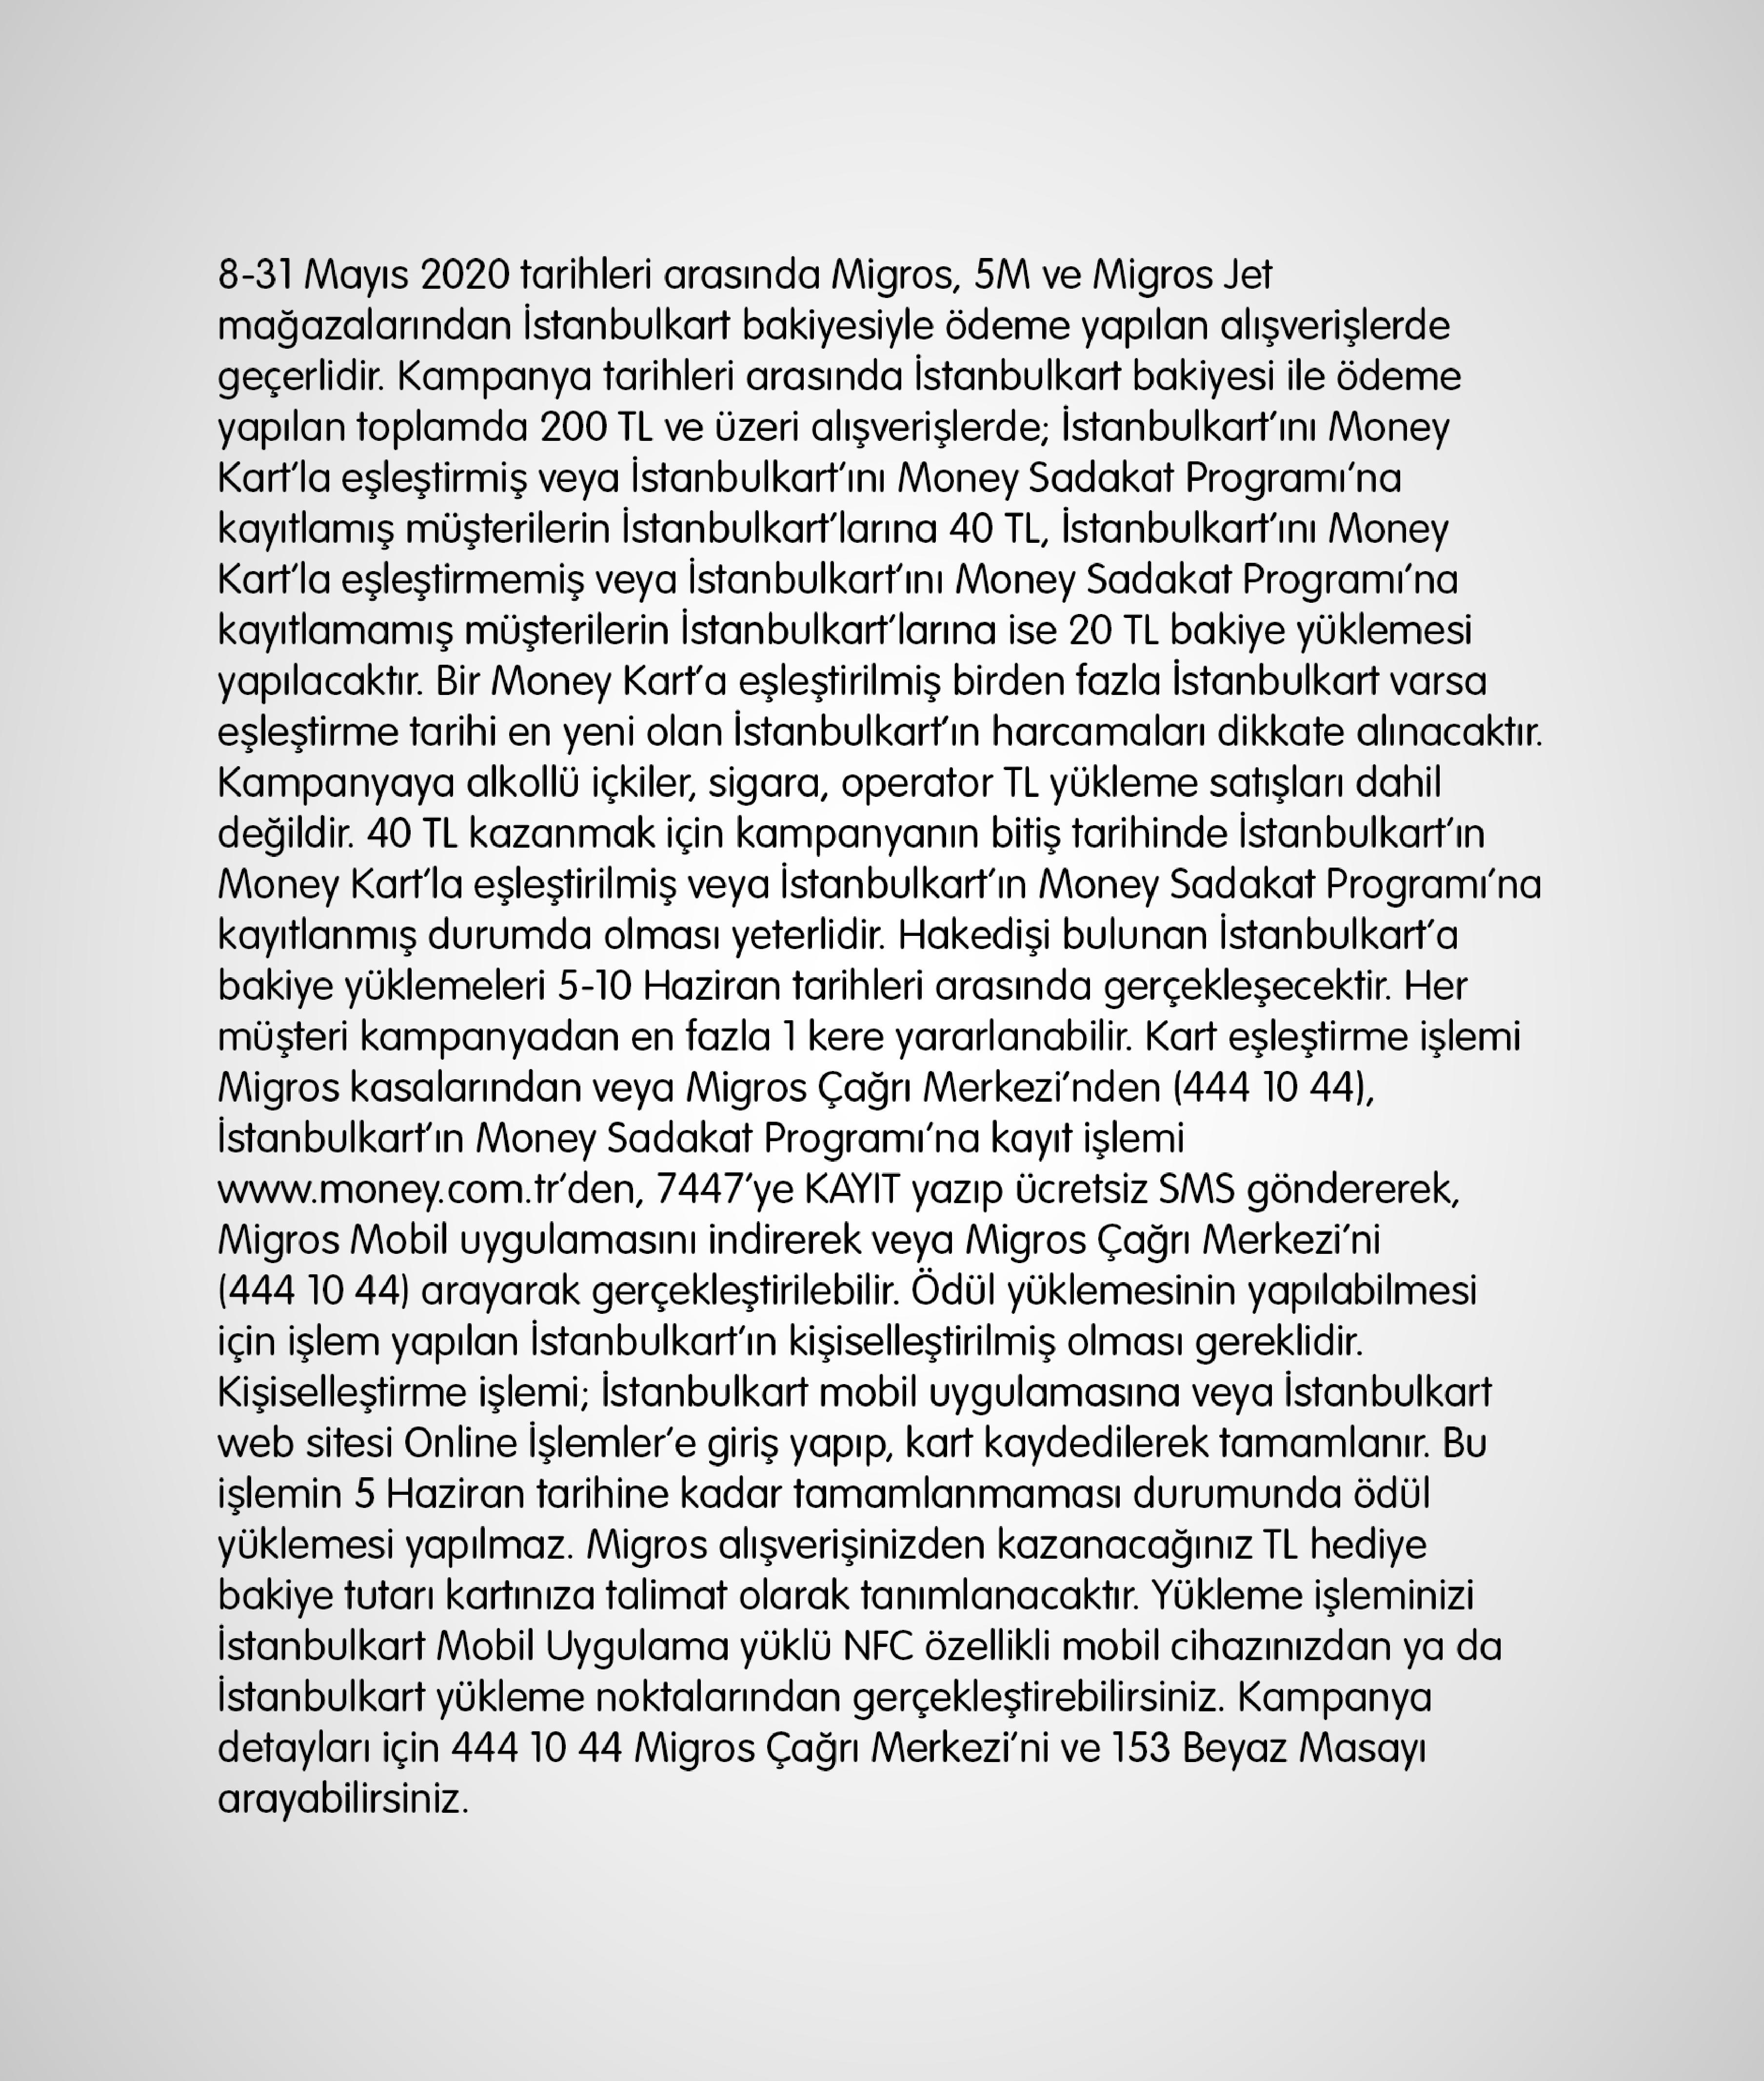 8-31 Mayıs 2020 tarihleri arasında Migros, 5M ve Migros Jet
mağazalarından İstanbulkart bakiyesiyle ödeme yapılan alışverişlerde
geçerlidir. Kampanya tarihleri arasında İstanbulkart bakiyesi ile ödeme
yapılan toplamda 200 TL ve üzeri alışverişlerde; İstanbulkart’ını Money
Kart’la eşleştirmiş veya İstanbulkart’ını Money Sadakat Programı’na
kayıtlamış müşterilerin İstanbulkart’larına 40 TL, İstanbulkart’ını Money
Kart’la eşleştirmemiş veya İstanbulkart’ını Money Sadakat Programı’na
kayıtlamamış müşterilerin İstanbulkart’larına ise 20 TL bakiye yüklemesi
yapılacaktır. Bir Money Kart’a eşleştirilmiş birden fazla İstanbulkart varsa
eşleştirme tarihi en yeni olan İstanbulkart’ın harcamaları dikkate alınacaktır.
Kampanyaya alkollü içkiler, sigara, operator TL yükleme satışları dahil
değildir. 40 TL kazanmak için kampanyanın bitiş tarihinde İstanbulkart’ın
Money Kart’la eşleştirilmiş veya İstanbulkart’ın Money Sadakat Programı’na
kayıtlanmış durumda olması yeterlidir. Hakedişi bulunan İstanbulkart’a
bakiye yüklemeleri 5-10 Haziran tarihleri arasında gerçekleşecektir. Her
müşteri kampanyadan en fazla 1 kere yararlanabilir. Kart eşleştirme işlemi
Migros kasalarından veya Migros Çağrı Merkezi’nden (444 10 44),
İstanbulkart’ın Money Sadakat Programı’na kayıt işlemi
www.money.com.tr’den, 7447’ye KAYIT yazıp ücretsiz SMS göndererek,
Migros Mobil uygulamasını indirerek veya Migros Çağrı Merkezi’ni
(444 10 44) arayarak gerçekleştirilebilir. Ödül yüklemesinin yapılabilmesi
için işlem yapılan İstanbulkart’ın kişiselleştirilmiş olması gereklidir.
Kişiselleştirme işlemi; İstanbulkart mobil uygulamasına veya İstanbulkart
web sitesi Online İşlemler’e giriş yapıp, kart kaydedilerek tamamlanır. Bu
işlemin 5 Haziran tarihine kadar tamamlanmaması durumunda ödül
yüklemesi yapılmaz. Migros alışverişinizden kazanacağınız TL hediye
bakiye tutarı kartınıza talimat olarak tanımlanacaktır. Yükleme işleminizi
İstanbulkart Mobil Uygulama yüklü NFC özellikli mobil cihazınızdan ya da
İstanbulkart yükleme noktalarından gerçekleştirebilirsiniz. Kampanya
detayları için 444 10 44 Migros Çağrı Merkezi’ni ve 153 Beyaz Masayı
arayabilirsiniz.